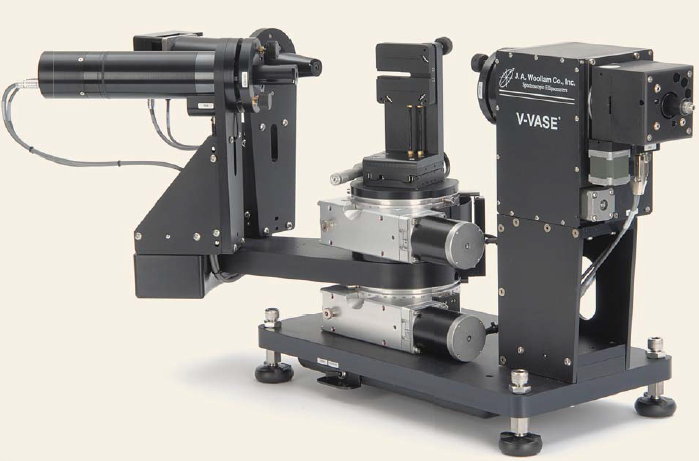 J. A. Woollam Co., Inc.
Spectroscopic Ellipsometers
V-VASE®